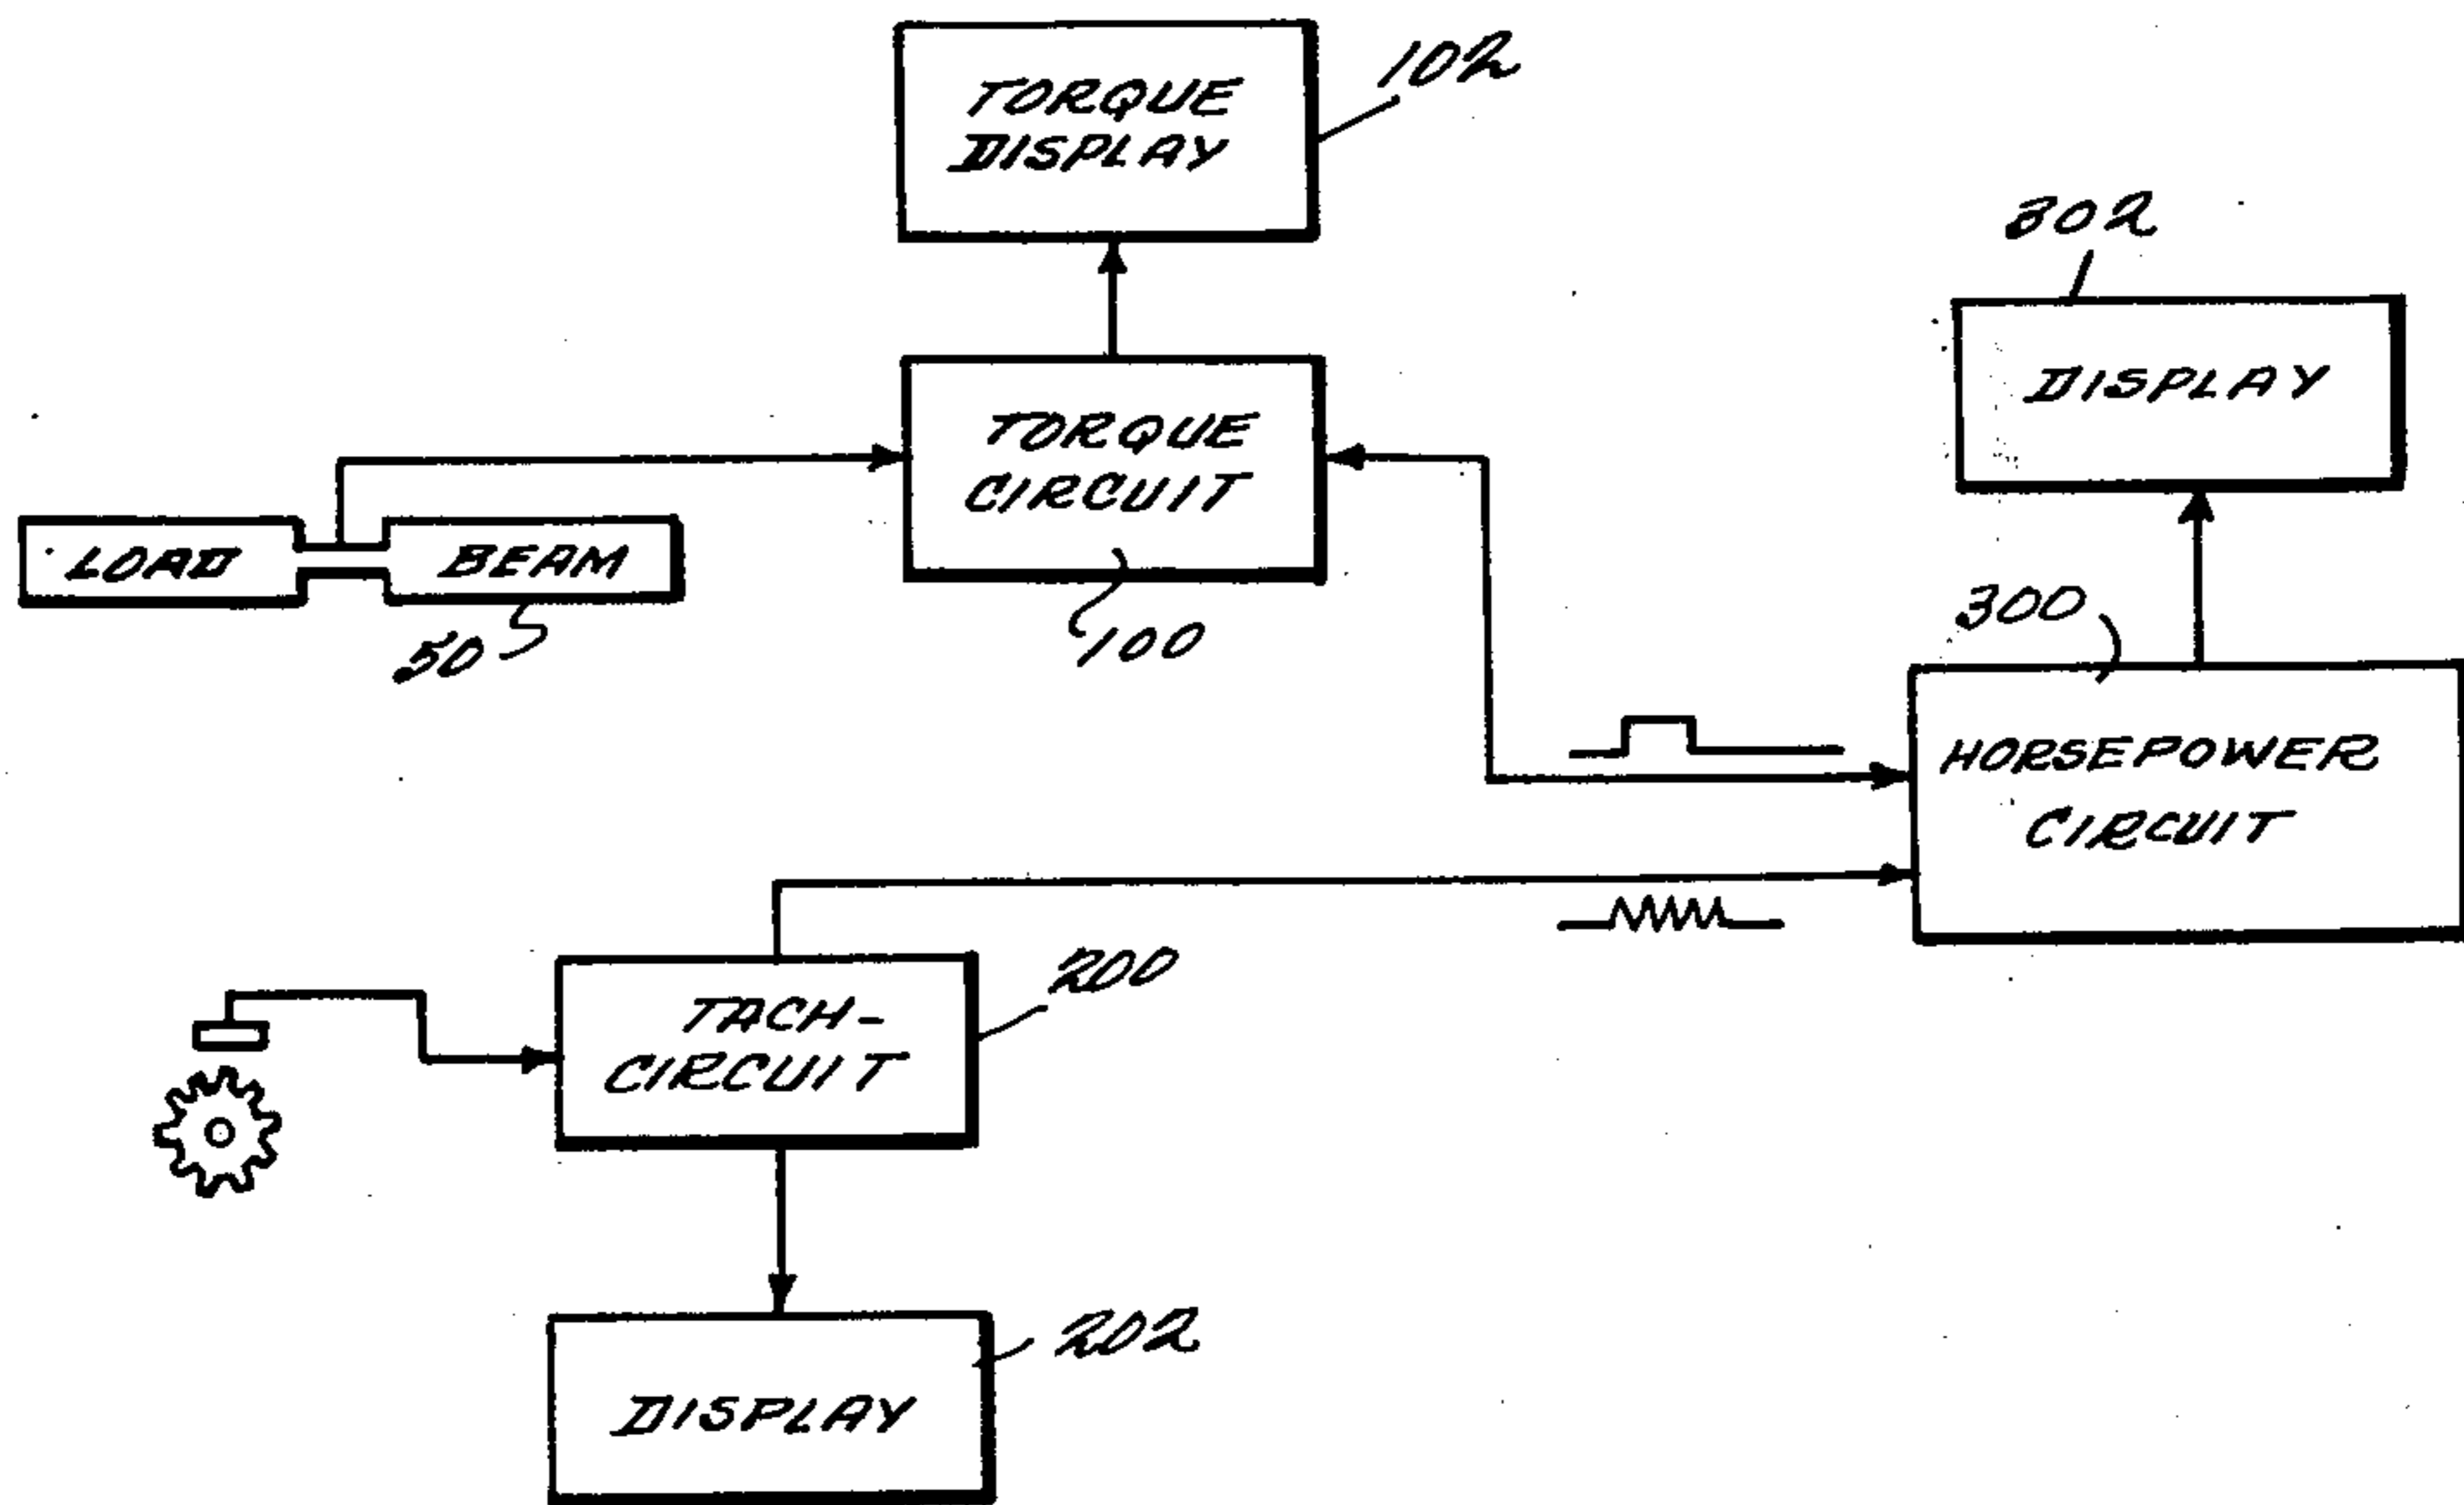 TORQUE
DISPLAY
102
302
DISPLAY
TORQUE
CIRCUIT
100
LOAD
BEAM
50
300
HORSEPOWER
CIRCUIT
TACH-
CIRCUIT
200
DISPLAY
202